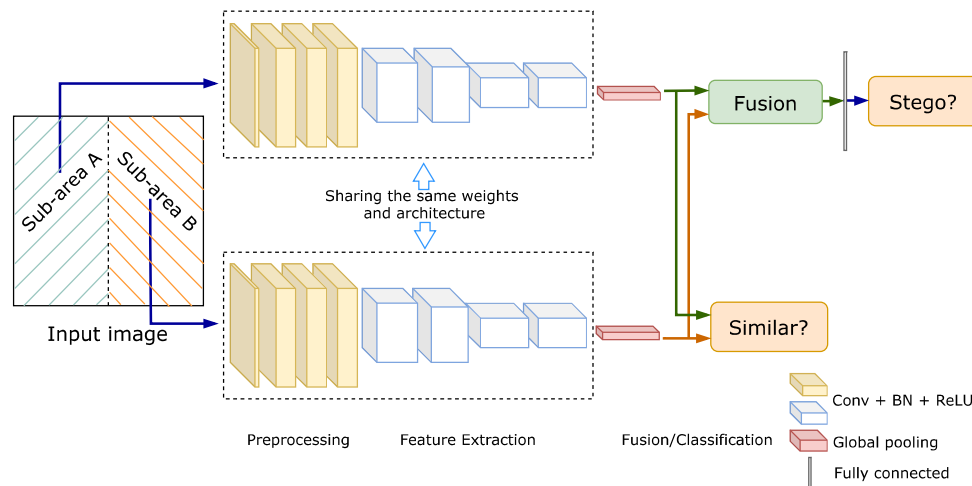 Fusion
Stego?
Sub-area A
Sub-area B
Sharing the same weights
and architecture
Input image
Similar?
Conv + BN + ReLU
Preprocessing
Feature Extraction
Fusion/Classification
Global pooling
Fully connected